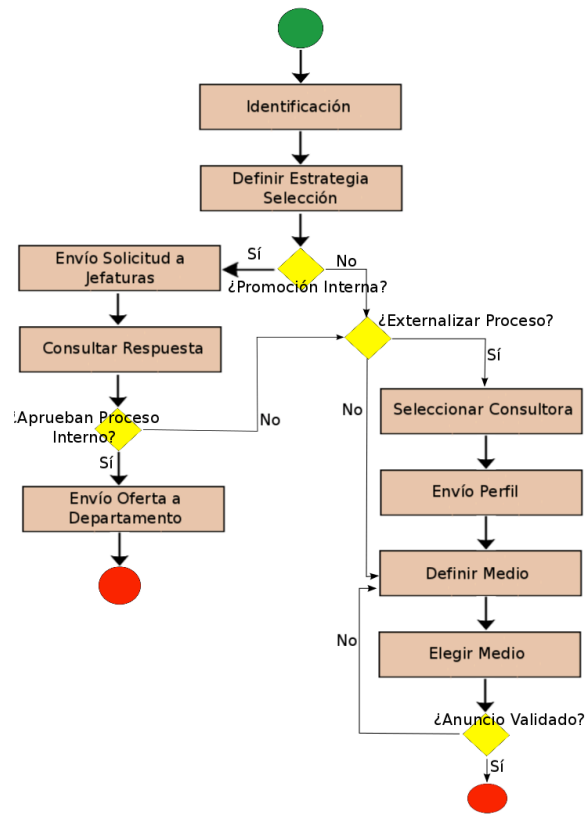 Identificación
Definir Estrategia
Selección
Sí
No
¿Promoción Interna?
Envío Solicitud a
Jefaturas
¿Externalizar Proceso?
Consultar Respuesta
Sí
No
No
Seleccionar Consultora
¿Aprueban Proceso
Interno?
Sí
Envío Perfil
Envío Oferta a
Departamento
Definir Medio
No
Elegir Medio
¿Anuncio Validado?
Sí